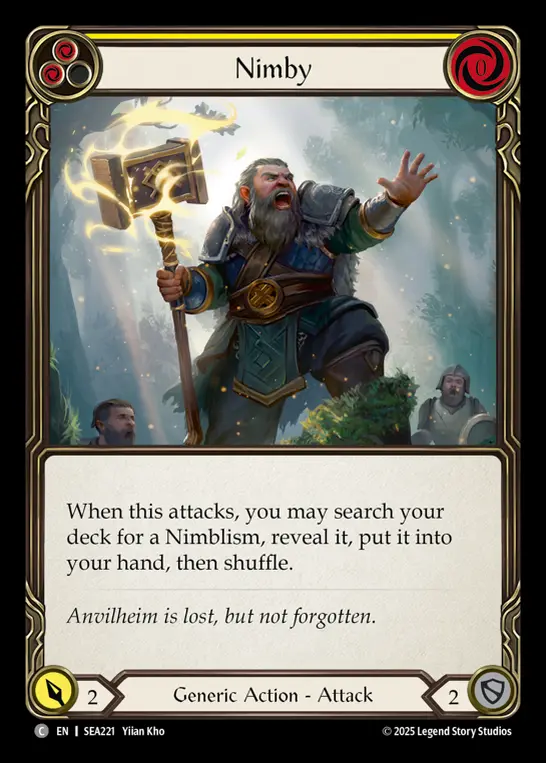 Nimby
0
When this attacks, you may search your
deck for a Nimblism, reveal it, put it into
your hand, then shuffle.
Anvilheim is lost, but not forgotten.
2 Generic Action - Attack 2
C EN | SEA221 Yiian Kho © 2025 Legend Story Studios